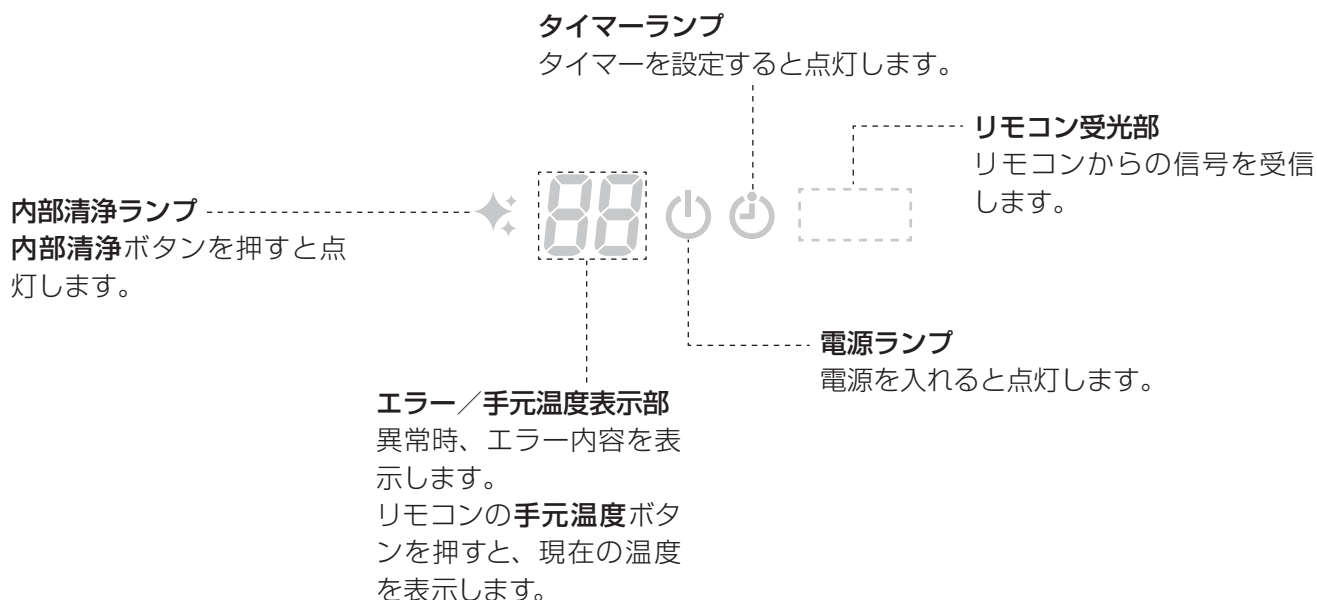 タイマーランプ
タイマーを設定すると点灯します。
リモコン受光部
リモコンからの信号を受信
します。
内部清浄ランプ
内部清浄ボタンを押すと点
灯します。
88
電源ランプ
電源を入れると点灯します。
エラー／手元温度表示部
異常時、エラー内容を表
示します。
リモコンの手元温度ボタ
ンを押すと、現在の温度
を表示します。